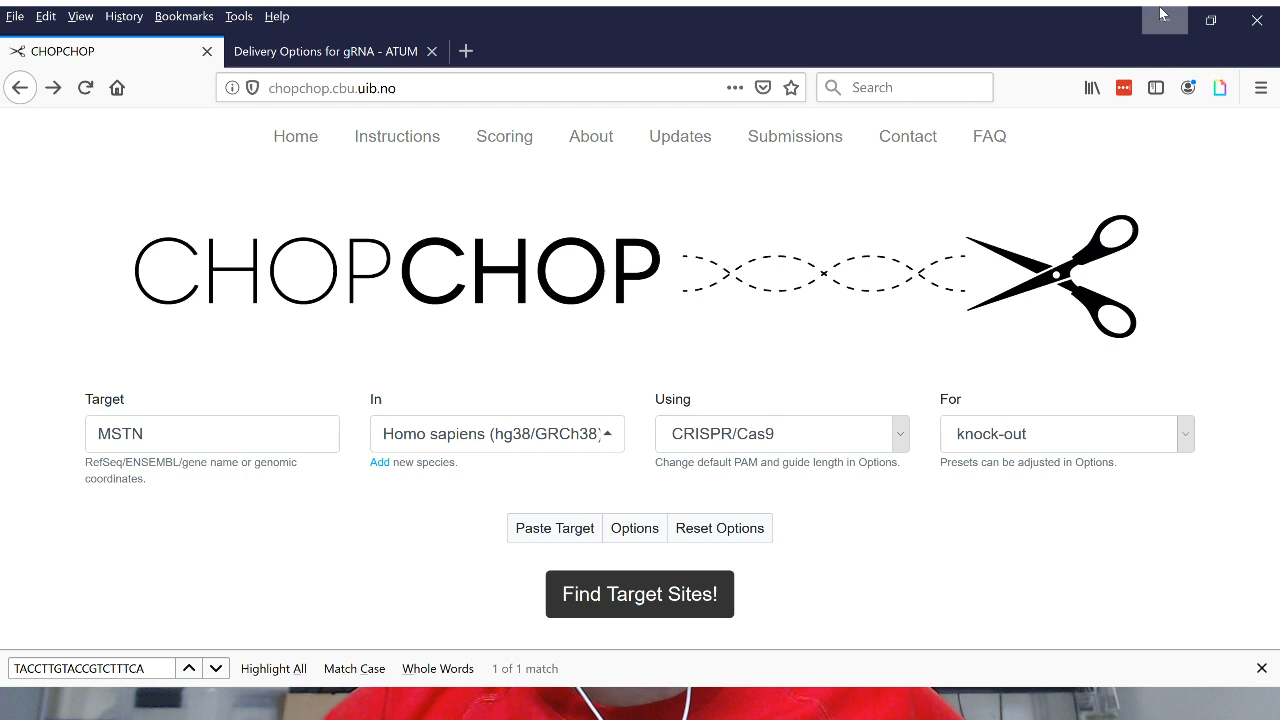 File Edit View History Bookmarks Tools Help
CHOPCHOP
Delivery Options for gRNA - ATUM
chopchop.cbu.uib.no
Search
Home Instructions Scoring About Updates Submissions Contact FAQ
CHOPCHOP
Target In Using For
MSTN Homo sapiens (hg38/GRCh38) CRISPR/Cas9 knock-out
RefSeq/ENSEMBL/gene name or genomic Add new species. Change default PAM and guide length in Options. Presets can be adjusted in Options.
coordinates.
Paste Target Options Reset Options
Find Target Sites!
TACCTTGTACCGTCTTTCA Highlight All Match Case Whole Words 1 of 1 match